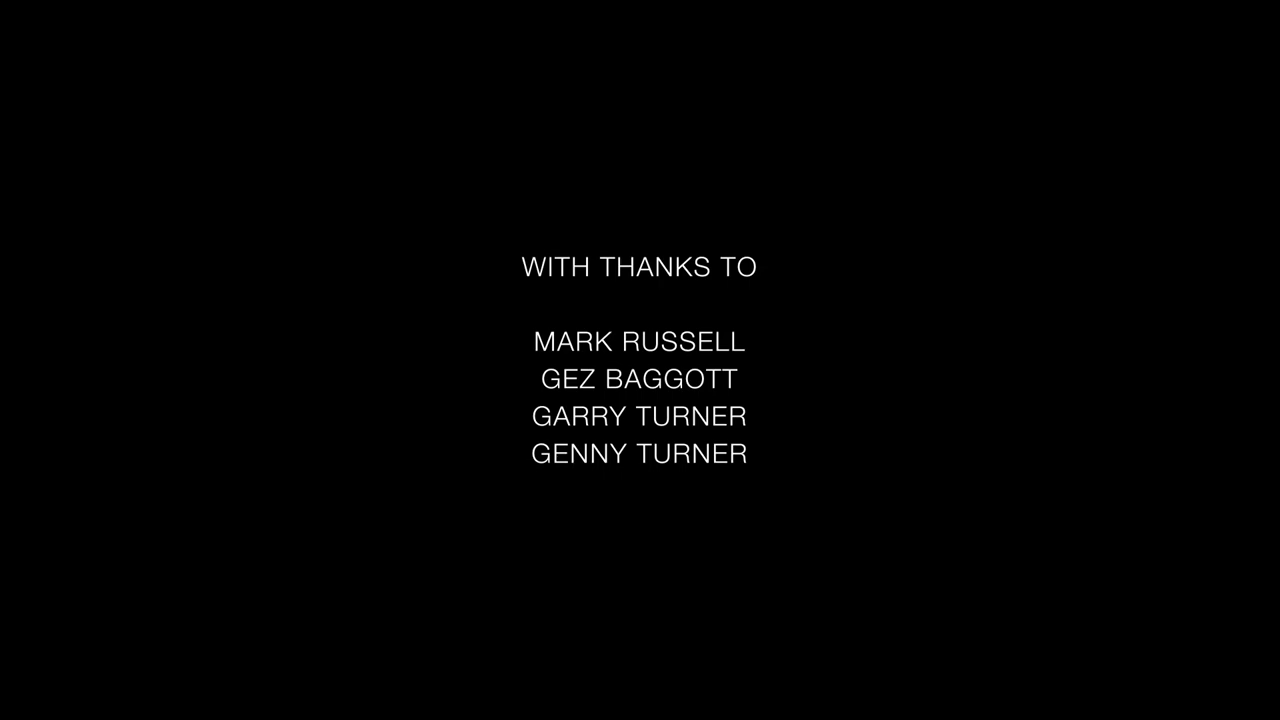 WITH THANKS TO
MARK RUSSELL
GEZ BAGGOTT
GARRY TURNER
GENNY TURNER